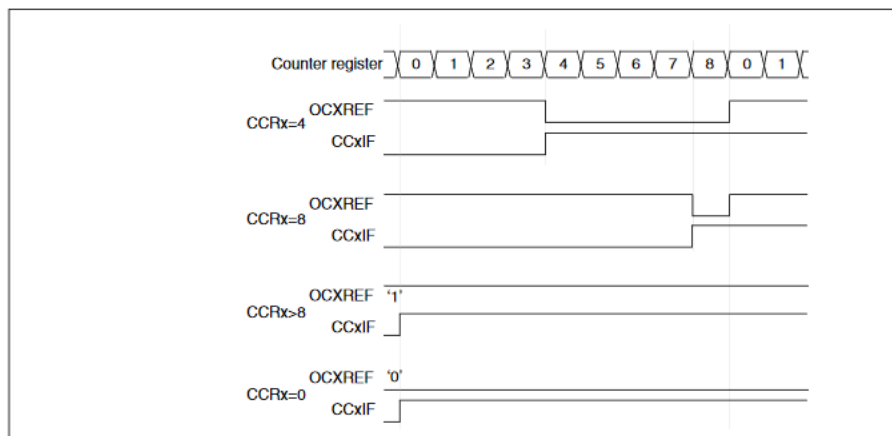 Counter register 0 1 2 3 4 5 6 7 8 0 1
OCXREF
CCRx=4
CCxIF
OCXREF
CCRx=8
CCxIF
OCXREF '1'
CCRx>8
CCxIF
OCXREF '0'
CCRx=0
CCxIF